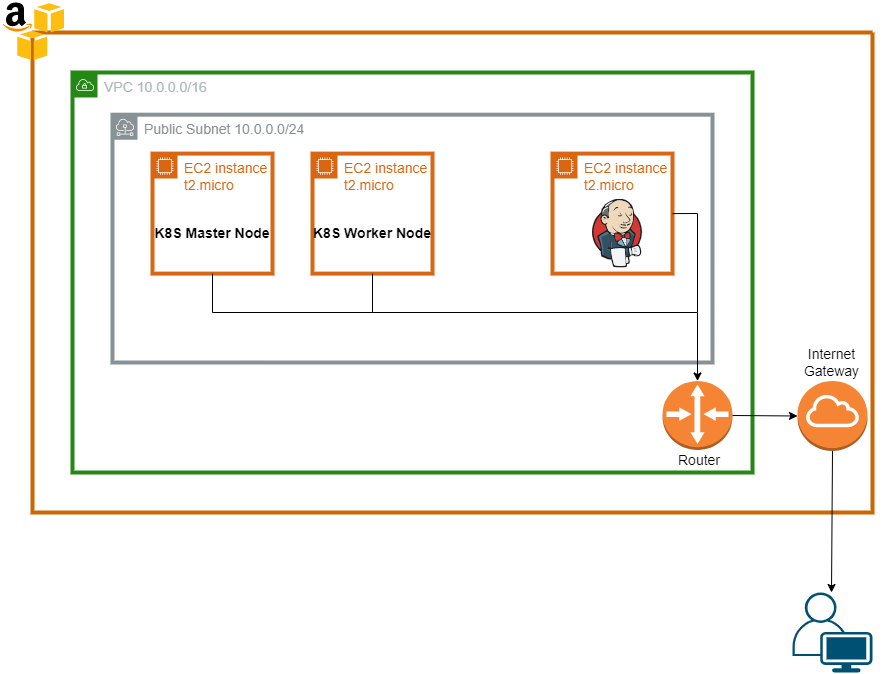 a
VPC 10.0.0.0/16
Public Subnet 10.0.0.0/24
EC2 instance
t2.micro
K8S Master Node
EC2 instance
t2.micro
K8S Worker Node
EC2 instance
t2.micro
Internet
Gateway
Router